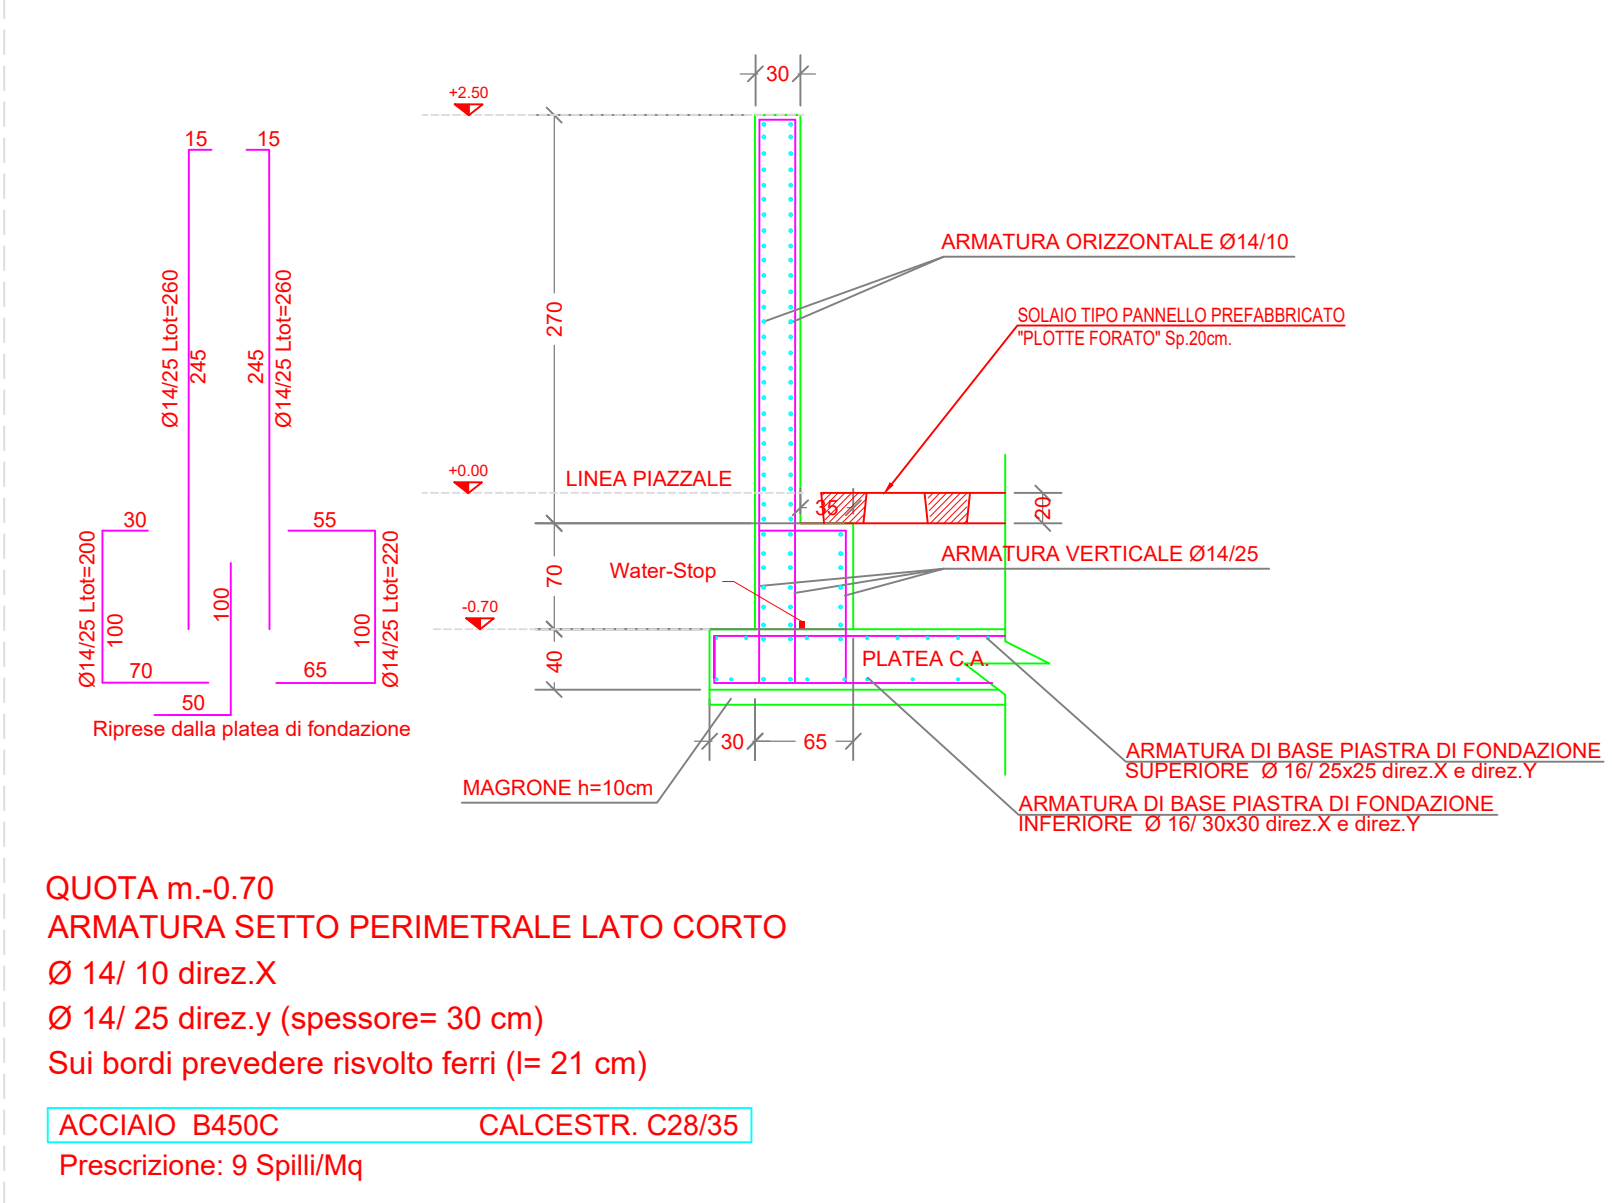 30
+2.50
15 15
ARMATURA ORIZZONTALE Ø14/10
Ø14/25 Ltot=260
245
245
Ø14/25 Ltot=260
270
SOLAIO TIPO PANNELLO PREFABBRICATO
"PLOTTE FORATO" Sp.20cm.
+0.00
LINEA PIAZZALE
35
20
30
55
Ø14/25 Ltot=200
100
100
100
Ø14/25 Ltot=220
70
ARMATURA VERTICALE Ø14/25
Water-Stop
-0.70
40
PLATEA C.A.
70
65
50
Riprese dalla platea di fondazione
30
65
ARMATURA DI BASE PIASTRA DI FONDAZIONE
SUPERIORE Ø 16/ 25x25 direz.X e direz.Y
MAGRONE h=10cm
ARMATURA DI BASE PIASTRA DI FONDAZIONE
INFERIORE Ø 16/ 30x30 direz.X e direz.Y
QUOTA m.-0.70
ARMATURA SETTO PERIMETRALE LATO CORTO
Ø 14/ 10 direz.X
Ø 14/ 25 direz.y (spessore= 30 cm)
Sui bordi prevedere risvolto ferri (l= 21 cm)
ACCIAIO B450C CALCESTR. C28/35
Prescrizione: 9 Spilli/Mq